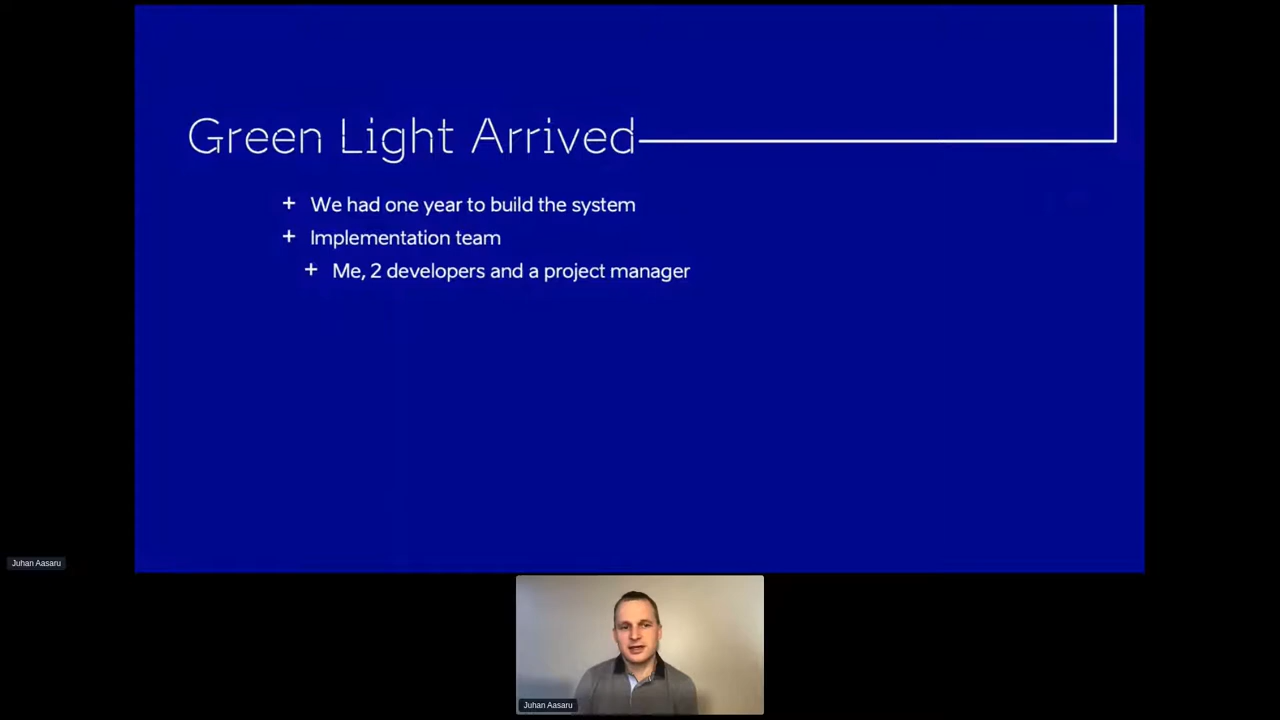 Green Light Arrived
+ We had one year to build the system
+ Implementation team
+ Me, 2 developers and a project manager
Juhan Aasaru
Juhan Aasaru